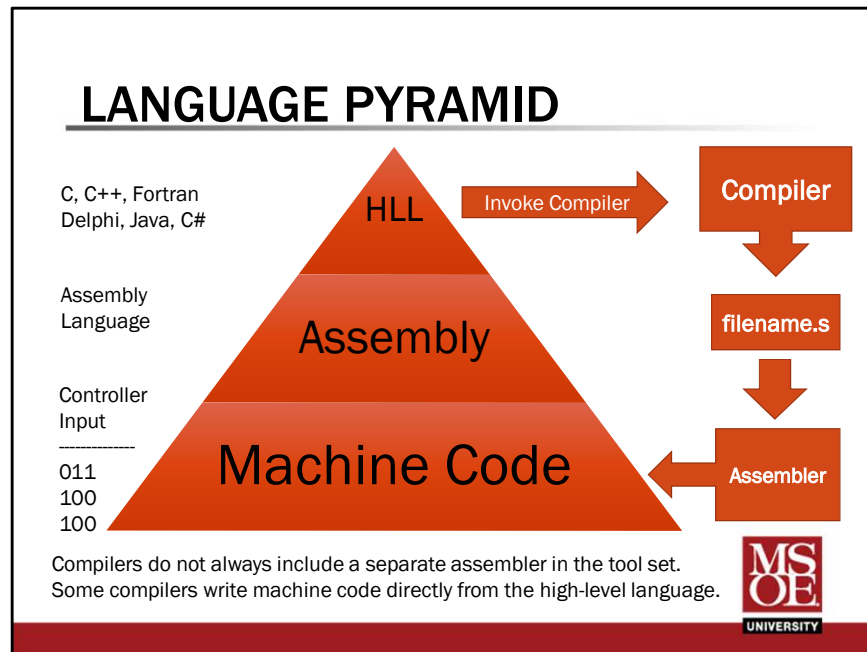 LANGUAGE PYRAMID
C, C++, Fortran
Delphi, Java, C#
HLL
Invoke Compiler
Compiler
Assembly
Language
Assembly
filename.s
Controller
Input
--------------
011
100
100
Machine Code
Assembler
Compilers do not always include a separate assembler in the tool set.
Some compilers write machine code directly from the high-level language.
MS
OE
UNIVERSITY